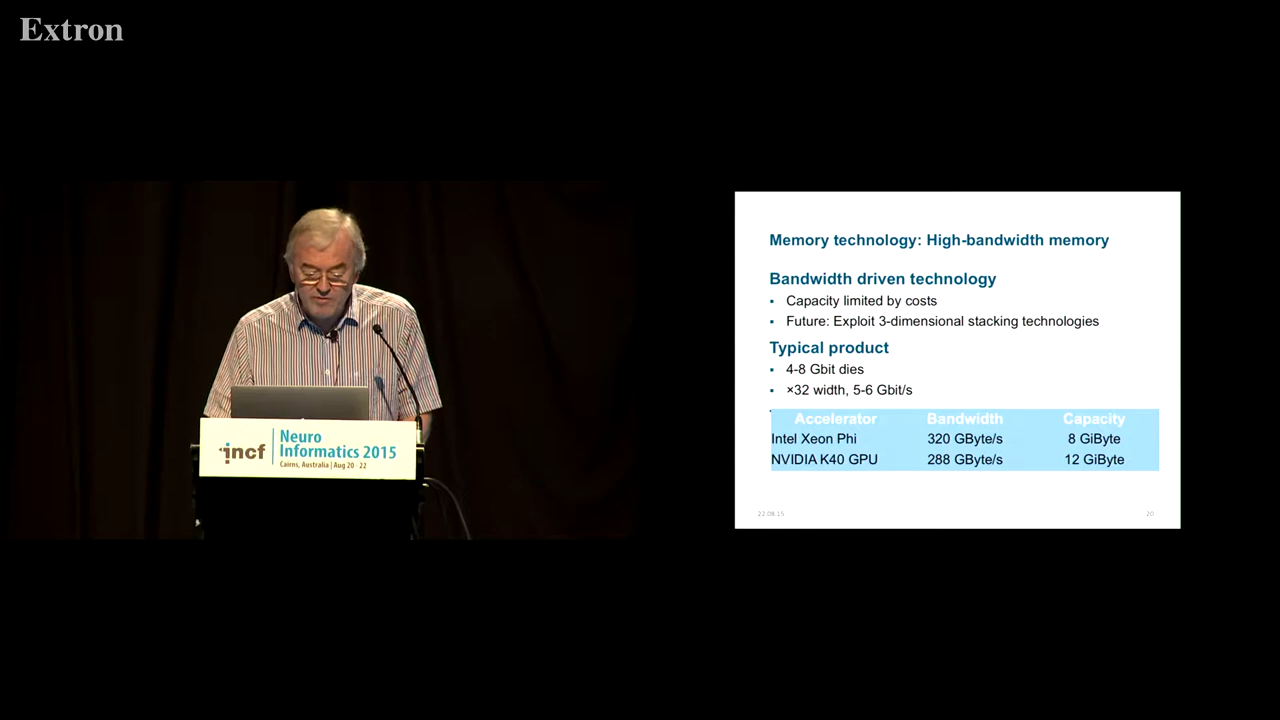 Extron
incf
Neuro
Informatics 2015
Cairns, Australia | Aug 20 - 22
Memory technology: High-bandwidth memory
Bandwidth driven technology
▪ Capacity limited by costs
▪ Future: Exploit 3-dimensional stacking technologies
Typical product
▪ 4-8 Gbit dies
▪ ×32 width, 5-6 Gbit/s
Accelerator Bandwidth Capacity
Intel Xeon Phi 320 GByte/s 8 GiByte
NVIDIA K40 GPU 288 GByte/s 12 GiByte
22.08.15 20